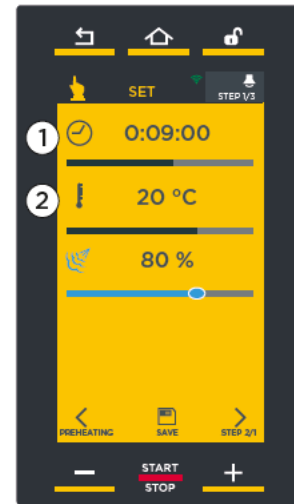 SET
STEP 1/3
1
0:09:00
2
20 °C
80 %
PREHEATING
SAVE
STEP 2/1
START
STOP